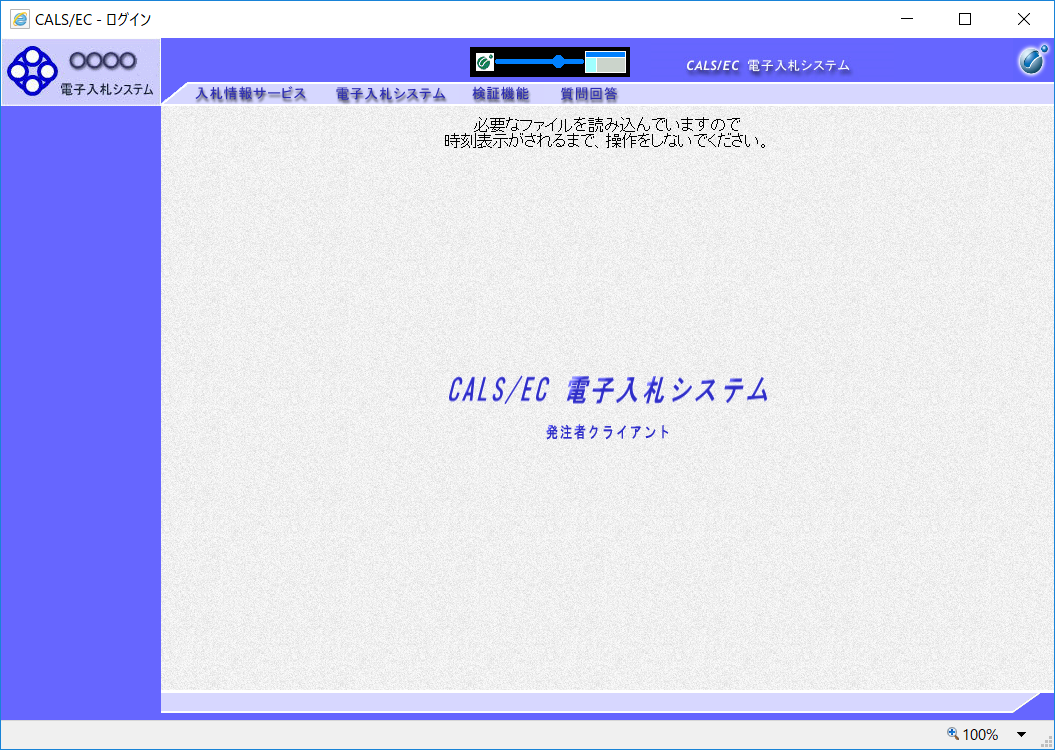 CALS/EC - ログイン
○○○○
電子入札システム
CALS/EC 電子入札システム
入札情報サービス 電子入札システム 検証機能 質問回答
必要なファイルを読み込んでいますので
時刻表示がされるまで、操作をしないでください。
CALS/EC 電子入札システム
発注者クライアント
100%